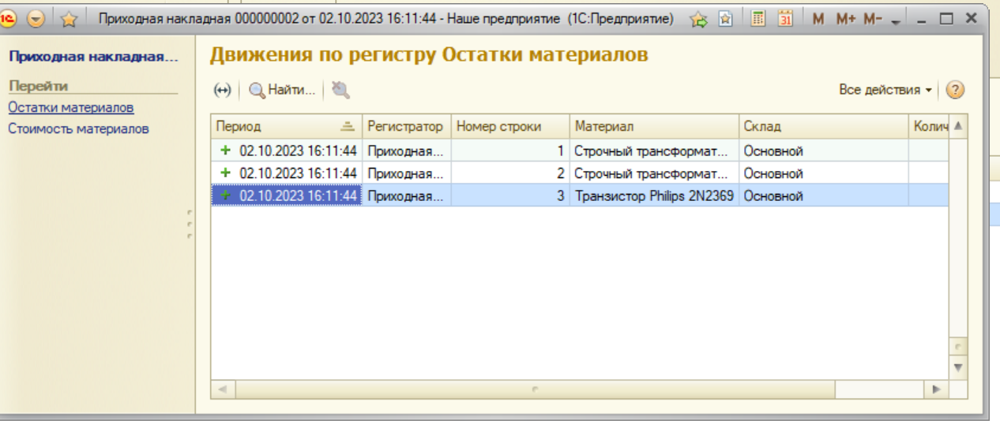 1С Приходная накладная 000000002 от 02.10.2023 16:11:44 - Наше предприятие (1С:Предприятие) 31 M M+ M-
Приходная накладная...
Перейти
Остатки материалов
Стоимость материалов
Движения по регистру Остатки материалов
Найти... Все действия ?
Период Регистратор Номер строки Материал Склад Колич
02.10.2023 16:11:44 Приходная... 1 Строчный трансформат... Основной
02.10.2023 16:11:44 Приходная... 2 Строчный трансформат... Основной
02.10.2023 16:11:44 Приходная... 3 Транзистор Philips 2N2369 Основной